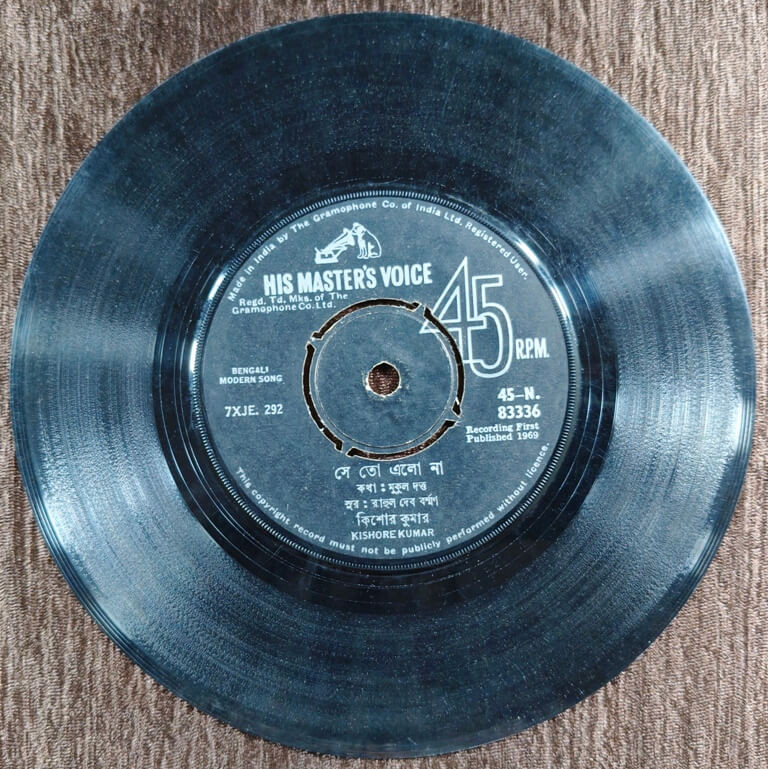 Made in India by The Gramophone Co. of India Ltd. Registered User.
HIS MASTER'S VOICE
Regd. Td. Mks. of The
Gramophone Co. Ltd.
45
R.P.M.
BENGALI
MODERN SONG
7XJE. 292
45–N.
83336
Recording First
Published 1969
সে তো এলো না
কথা : মুকুল দত্ত
সুর : রাহুল দেব বর্ম্মণ
কিশোর কুমার
KISHORE KUMAR
This copyright record must not be publicly performed without licence.